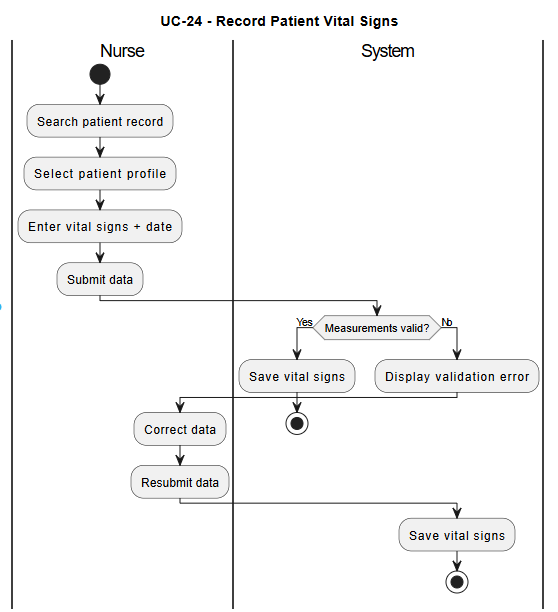 UC-24 - Record Patient Vital Signs
Nurse
System
Search patient record
Select patient profile
Enter vital signs + date
Submit data
Measurements valid?
Yes
No
Save vital signs
Display validation error
Correct data
Resubmit data
Save vital signs